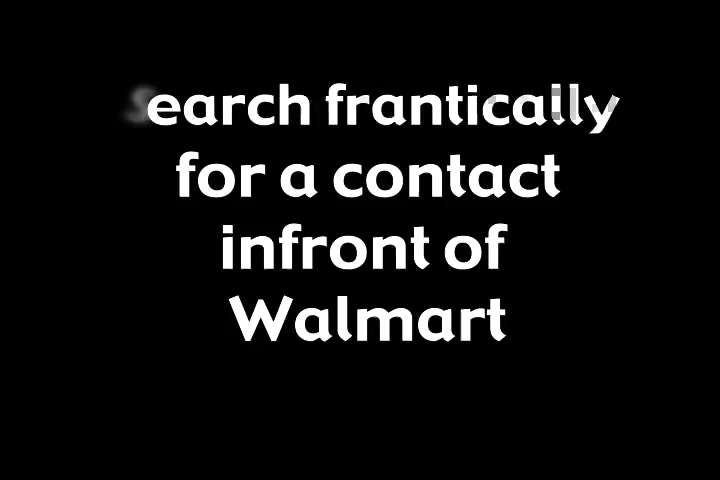 search frantically
for a contact
infront of
Walmart